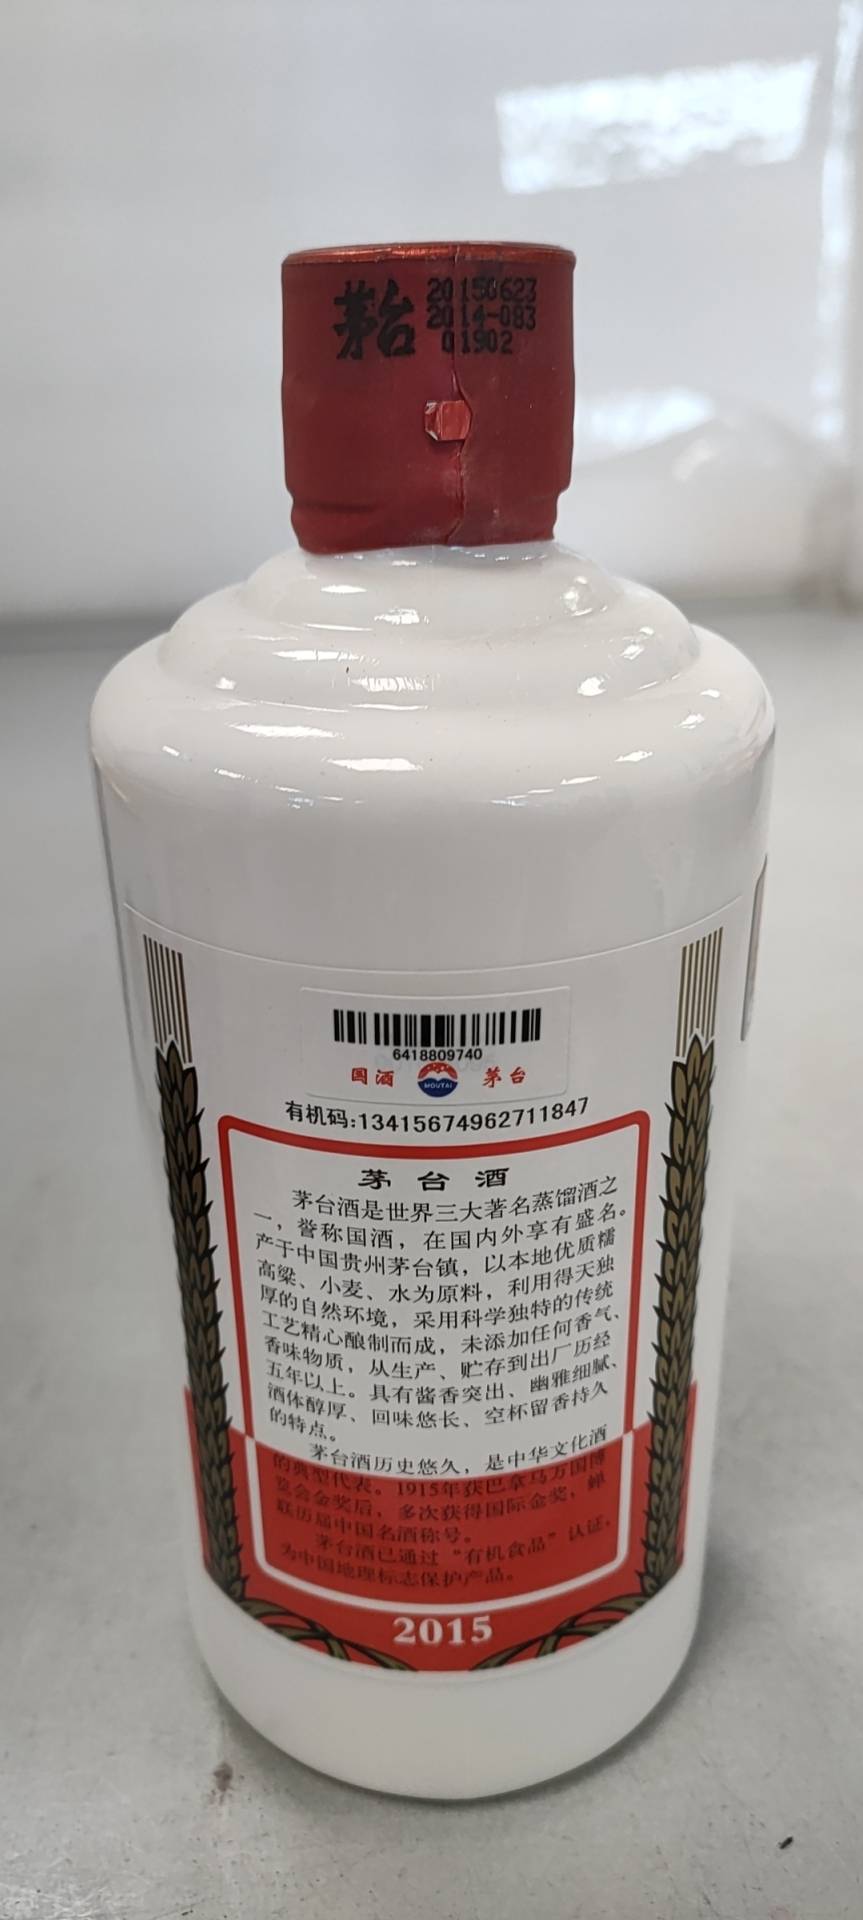 茅台
20150623
2014-083
01902
6418809740
国酒
MOUTAI
茅台
有机码:134156749627118​47
茅台酒
茅台酒是世界三大著名蒸馏酒之
一，誉称国酒，在国内外享有盛名。
产于中国贵州茅台镇，以本地优质糯
高粱、小麦、水为原料，利用得天独
厚的自然环境，采用科学独特的传统
工艺精心酿制而成，未添加任何香气、
香味物质，从生产、贮存到出厂历经
五年以上。具有酱香突出、幽雅细腻、
酒体醇厚、回味悠长、空杯留香持久
的特点。
茅台酒历史悠久，是中华文化酒
的典型代表。1915年获巴拿马万国博
览会金奖后，多次获得国际金奖，蝉
联历届中国名酒称号。
茅台酒已通过“有机食品”认证，
为中国地理标志保护产品。
2015